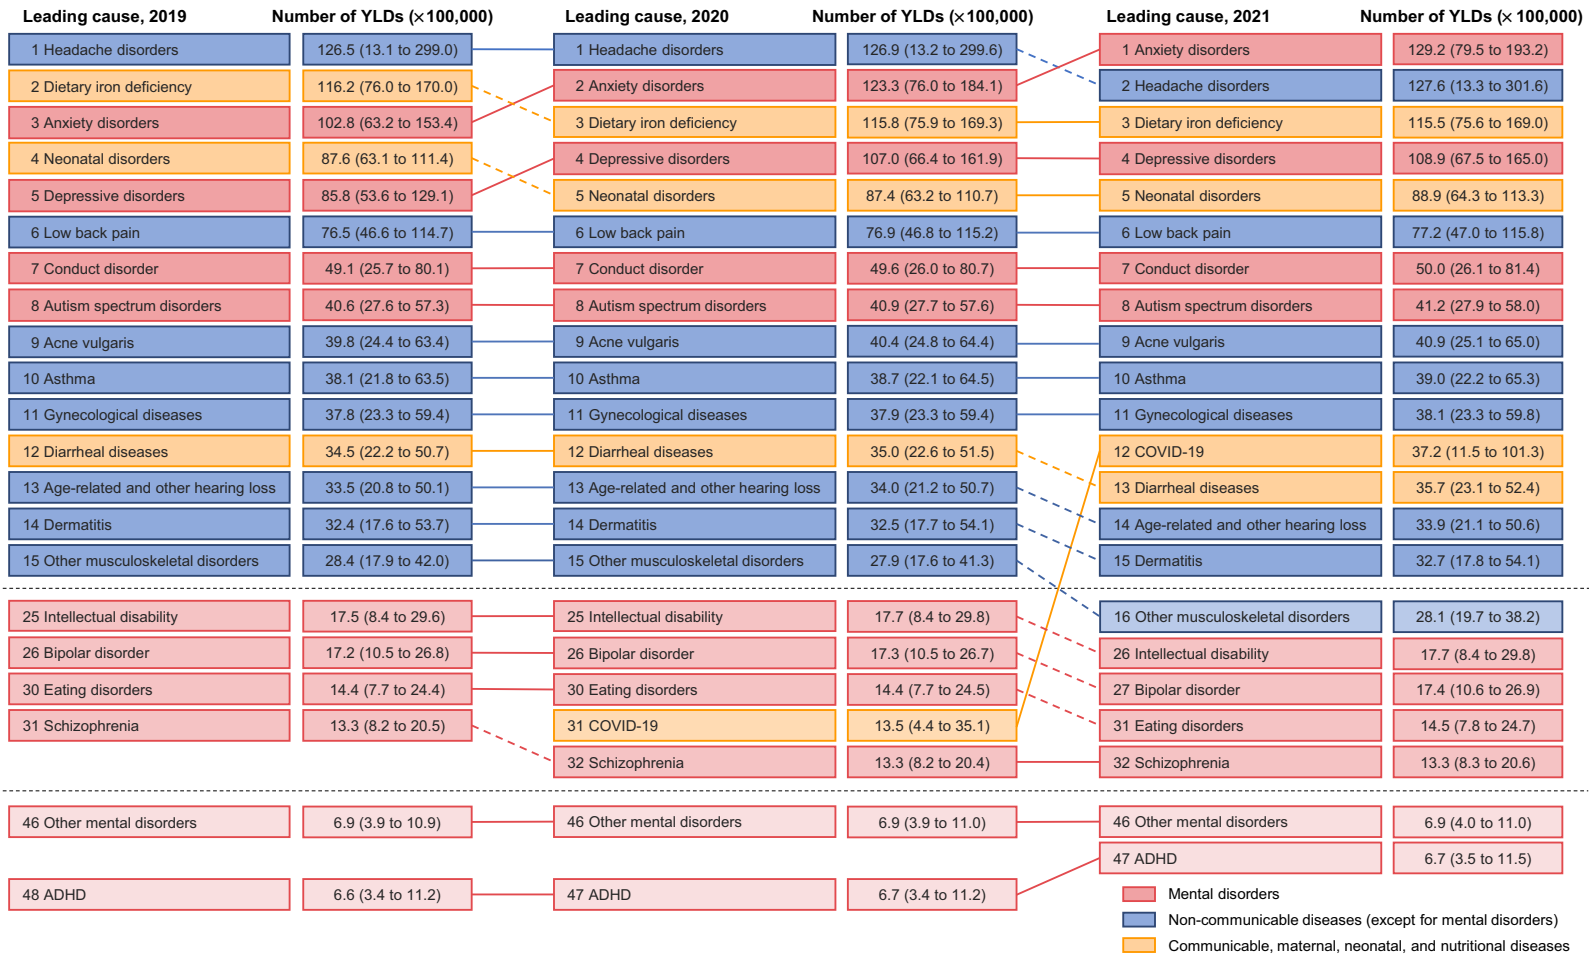 Leading cause, 2019 Number of YLDs (×100,000) Leading cause, 2020 Number of YLDs (×100,000) Leading cause, 2021 Number of YLDs (× 100,000)
1 Headache disorders 126.5 (13.1 to 299.0) 1 Headache disorders 126.9 (13.2 to 299.6) 1 Anxiety disorders 129.2 (79.5 to 193.2)
2 Dietary iron deficiency 116.2 (76.0 to 170.0) 2 Anxiety disorders 123.3 (76.0 to 184.1) 2 Headache disorders 127.6 (13.3 to 301.6)
3 Anxiety disorders 102.8 (63.2 to 153.4) 3 Dietary iron deficiency 115.8 (75.9 to 169.3) 3 Dietary iron deficiency 115.5 (75.6 to 169.0)
4 Neonatal disorders 87.6 (63.1 to 111.4) 4 Depressive disorders 107.0 (66.4 to 161.9) 4 Depressive disorders 108.9 (67.5 to 165.0)
5 Depressive disorders 85.8 (53.6 to 129.1) 5 Neonatal disorders 87.4 (63.2 to 110.7) 5 Neonatal disorders 88.9 (64.3 to 113.3)
6 Low back pain 76.5 (46.6 to 114.7) 6 Low back pain 76.9 (46.8 to 115.2) 6 Low back pain 77.2 (47.0 to 115.8)
7 Conduct disorder 49.1 (25.7 to 80.1) 7 Conduct disorder 49.6 (26.0 to 80.7) 7 Conduct disorder 50.0 (26.1 to 81.4)
8 Autism spectrum disorders 40.6 (27.6 to 57.3) 8 Autism spectrum disorders 40.9 (27.7 to 57.6) 8 Autism spectrum disorders 41.2 (27.9 to 58.0)
9 Acne vulgaris 39.8 (24.4 to 63.4) 9 Acne vulgaris 40.4 (24.8 to 64.4) 9 Acne vulgaris 40.9 (25.1 to 65.0)
10 Asthma 38.1 (21.8 to 63.5) 10 Asthma 38.7 (22.1 to 64.5) 10 Asthma 39.0 (22.2 to 65.3)
11 Gynecological diseases 37.8 (23.3 to 59.4) 11 Gynecological diseases 37.9 (23.3 to 59.4) 11 Gynecological diseases 38.1 (23.3 to 59.8)
12 Diarrheal diseases 34.5 (22.2 to 50.7) 12 Diarrheal diseases 35.0 (22.6 to 51.5) 12 COVID-19 37.2 (11.5 to 101.3)
13 Age-related and other hearing loss 33.5 (20.8 to 50.1) 13 Age-related and other hearing loss 34.0 (21.2 to 50.7) 13 Diarrheal diseases 35.7 (23.1 to 52.4)
14 Dermatitis 32.4 (17.6 to 53.7) 14 Dermatitis 32.5 (17.7 to 54.1) 14 Age-related and other hearing loss 33.9 (21.1 to 50.6)
15 Other musculoskeletal disorders 28.4 (17.9 to 42.0) 15 Other musculoskeletal disorders 27.9 (17.6 to 41.3) 15 Dermatitis 32.7 (17.8 to 54.1)
25 Intellectual disability 17.5 (8.4 to 29.6) 25 Intellectual disability 17.7 (8.4 to 29.8) 16 Other musculoskeletal disorders 28.1 (19.7 to 38.2)
26 Bipolar disorder 17.2 (10.5 to 26.8) 26 Bipolar disorder 17.3 (10.5 to 26.7) 26 Intellectual disability 17.7 (8.4 to 29.8)
30 Eating disorders 14.4 (7.7 to 24.4) 30 Eating disorders 14.4 (7.7 to 24.5) 27 Bipolar disorder 17.4 (10.6 to 26.9)
31 Schizophrenia 13.3 (8.2 to 20.5) 31 COVID-19 13.5 (4.4 to 35.1) 31 Eating disorders 14.5 (7.8 to 24.7)
32 Schizophrenia 13.3 (8.2 to 20.4) 32 Schizophrenia 13.3 (8.3 to 20.6)
46 Other mental disorders 6.9 (3.9 to 10.9) 46 Other mental disorders 6.9 (3.9 to 11.0) 46 Other mental disorders 6.9 (4.0 to 11.0)
47 ADHD 6.7 (3.5 to 11.5)
48 ADHD 6.6 (3.4 to 11.2) 47 ADHD 6.7 (3.4 to 11.2)
Mental disorders
Non-communicable diseases (except for mental disorders)
Communicable, maternal, neonatal, and nutritional diseases